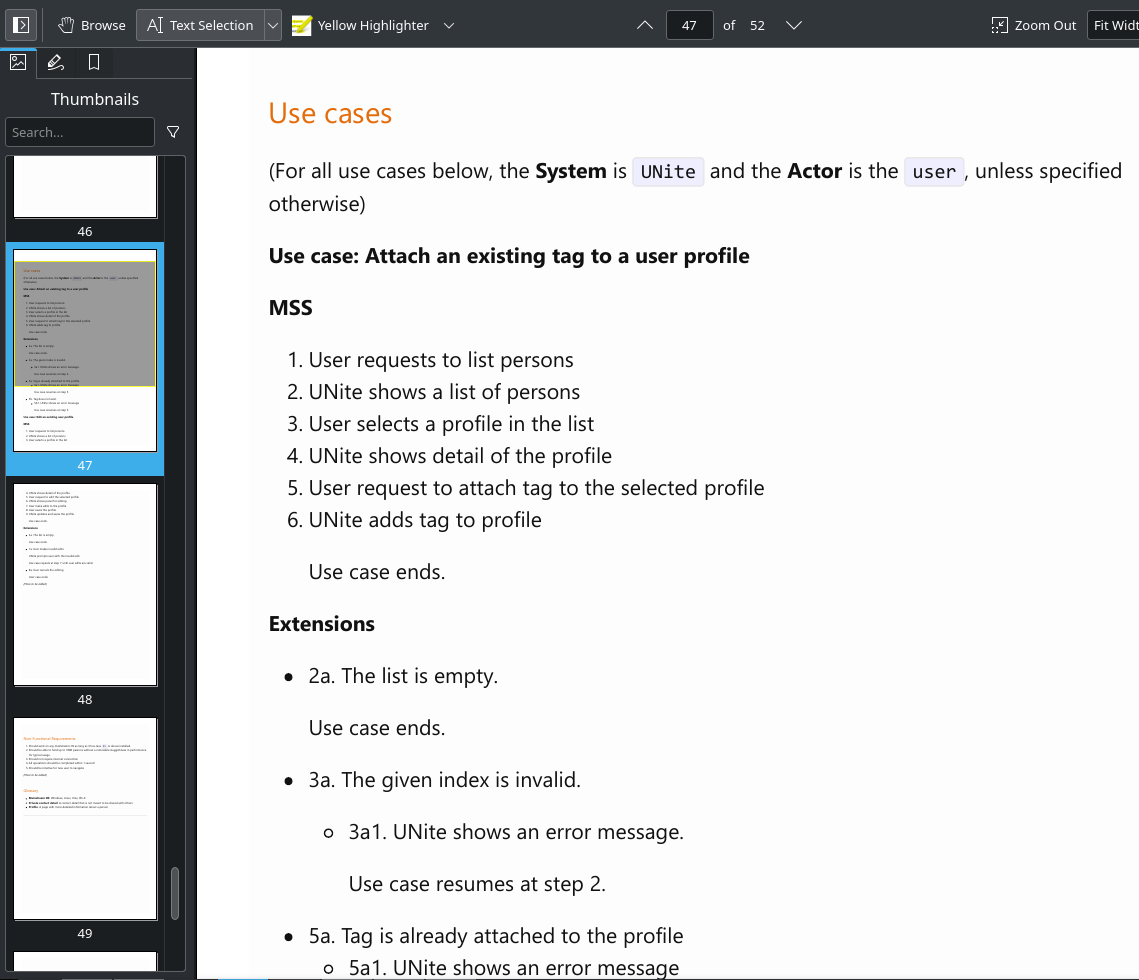 Browse
Text Selection
Yellow Highlighter
47 of 52
Zoom Out
Fit Widt
Thumbnails
Search...
46
47
48
49
Use cases
(For all use cases below, the System is UNite and the Actor is the user, unless specified
otherwise)
Use case: Attach an existing tag to a user profile
MSS
1. User requests to list persons
2. UNite shows a list of persons
3. User selects a profile in the list
4. UNite shows detail of the profile
5. User request to attach tag to the selected profile
6. UNite adds tag to profile
Use case ends.
Extensions
2a. The list is empty.
Use case ends.
3a. The given index is invalid.
3a1. UNite shows an error message.
Use case resumes at step 2.
5a. Tag is already attached to the profile
5a1. UNite shows an error message